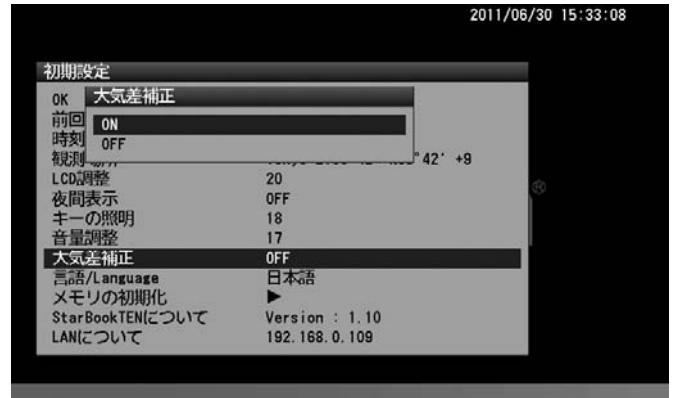 2011/06/30 15:33:08
初期設定
大気差補正
OK
ON
OFF
前回
時刻
観測 °42' +9
LCD調整 20
夜間表示 OFF
キーの照明 18
音量調整 17
大気差補正 OFF
言語/Language 日本語
メモリの初期化 ▶
StarBookTENについて Version : 1.10
LANについて 192.168.0.109
®